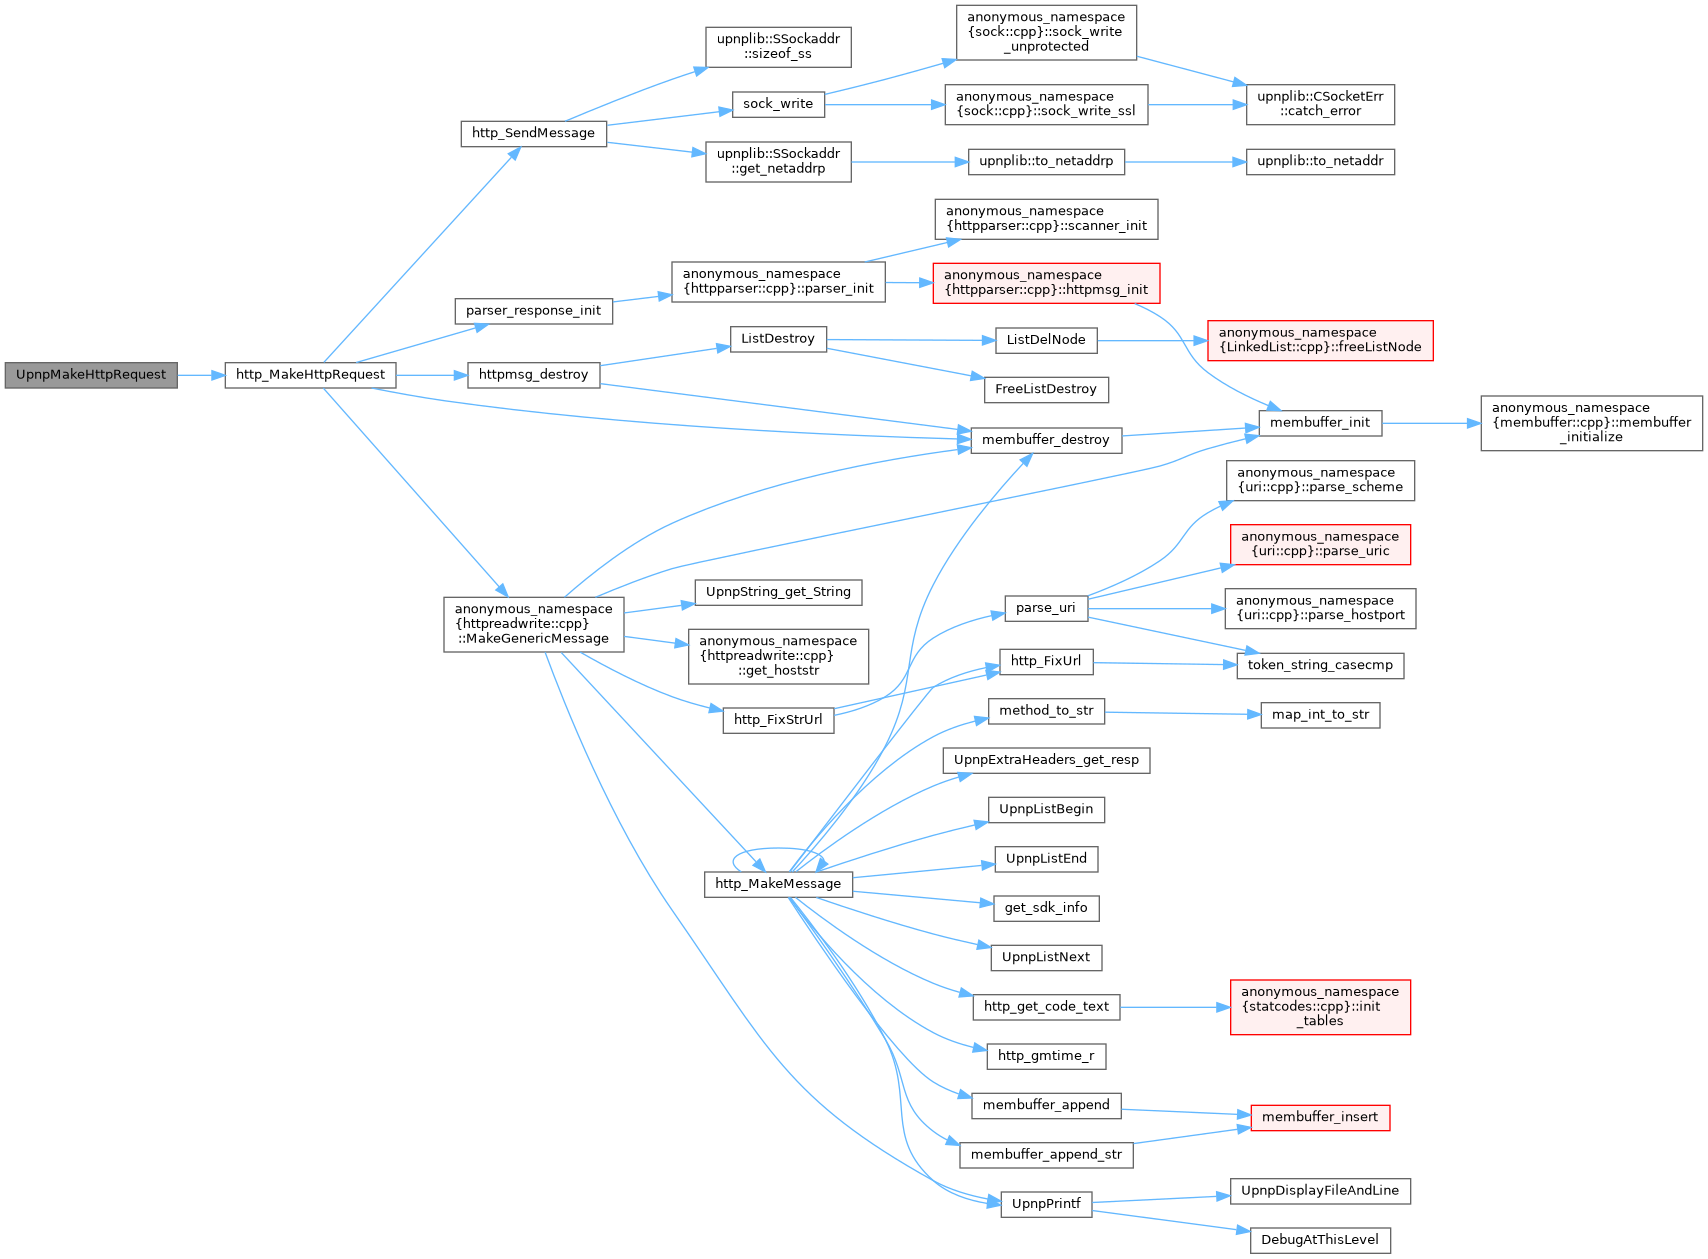 UpnpMakeHttpRequest
http_MakeHttpRequest
http_SendMessage
upnplib::SSockaddr
::sizeof_ss
sock_write
anonymous_namespace
{sock::cpp}::sock_write
_unprotected
anonymous_namespace
{sock::cpp}::sock_write_ssl
upnplib::CSocketErr
::catch_error
upnplib::SSockaddr
::get_netaddrp
upnplib::to_netaddrp
upnplib::to_netaddr
parser_response_init
anonymous_namespace
{httpparser::cpp}::parser_init
anonymous_namespace
{httpparser::cpp}::scanner_init
anonymous_namespace
{httpparser::cpp}::httpmsg_init
httpmsg_destroy
ListDestroy
ListDelNode
anonymous_namespace
{LinkedList::cpp}::freeListNode
FreeListDestroy
membuffer_destroy
membuffer_init
anonymous_namespace
{membuffer::cpp}::membuffer
_initialize
anonymous_namespace
{httpreadwrite::cpp}
::MakeGenericMessage
UpnpString_get_String
anonymous_namespace
{httpreadwrite::cpp}
::get_hoststr
http_FixStrUrl
parse_uri
anonymous_namespace
{uri::cpp}::parse_scheme
anonymous_namespace
{uri::cpp}::parse_uric
anonymous_namespace
{uri::cpp}::parse_hostport
token_string_casecmp
http_FixUrl
http_MakeMessage
method_to_str
map_int_to_str
UpnpExtraHeaders_get_resp
UpnpListBegin
UpnpListEnd
get_sdk_info
UpnpListNext
http_get_code_text
anonymous_namespace
{statcodes::cpp}::init
_tables
http_gmtime_r
membuffer_append
membuffer_insert
membuffer_append_str
UpnpPrintf
UpnpDisplayFileAndLine
DebugAtThisLevel